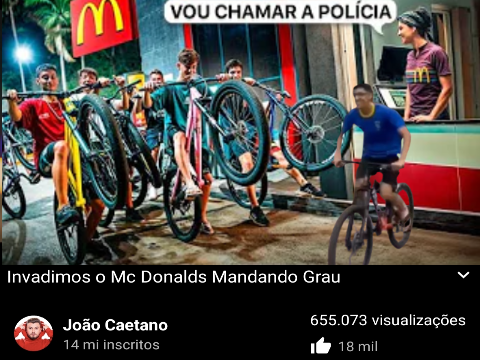 VOU CHAMAR A POLÍCIA
Invadimos o Mc Donalds Mandando Grau
João Caetano
14 mi inscritos
655.073 visualizações
18 mil